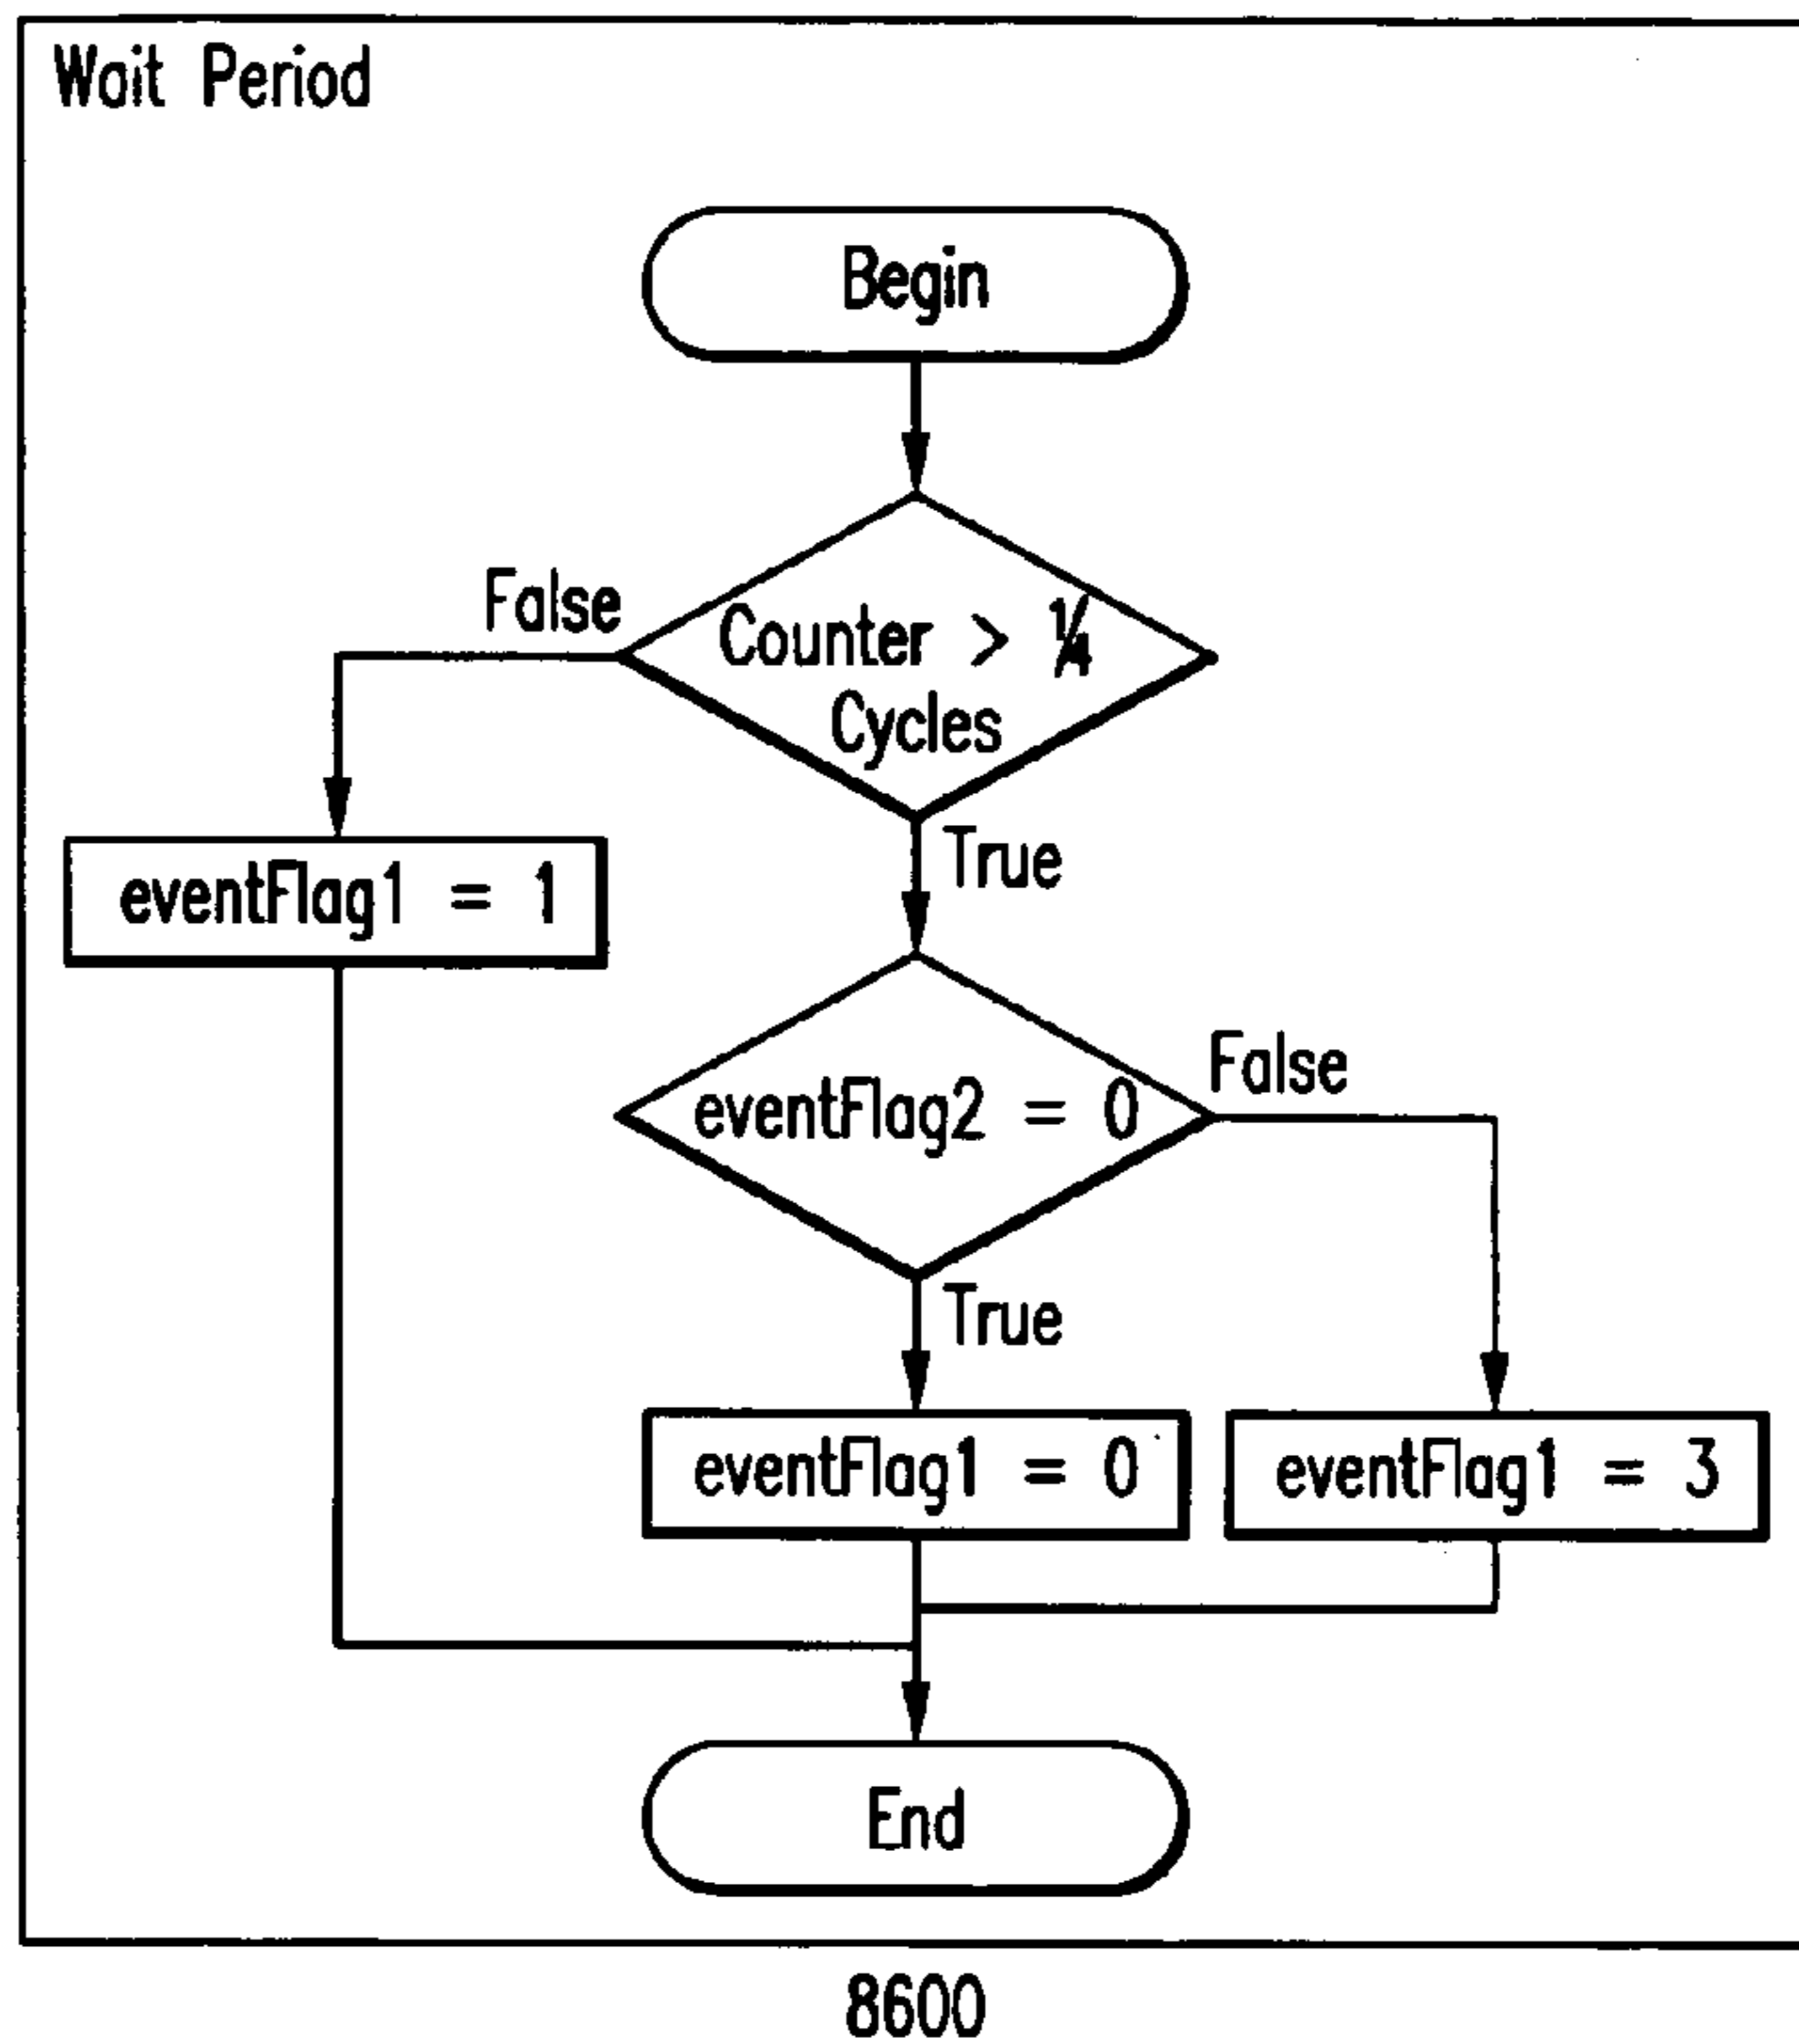 Wait Period
Begin
False
Counter > ¼
Cycles
True
eventFlag1 = 1
False
eventFlag2 = 0
True
eventFlag1 = 0
eventFlag1 = 3
End
8600